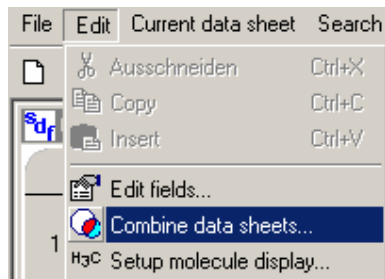 File Edit Current data sheet Search
Ausschneiden Ctrl+X
Copy Ctrl+C
Insert Ctrl+V
Sdf
Edit fields...
Combine data sheets...
1
H3C Setup molecule display...